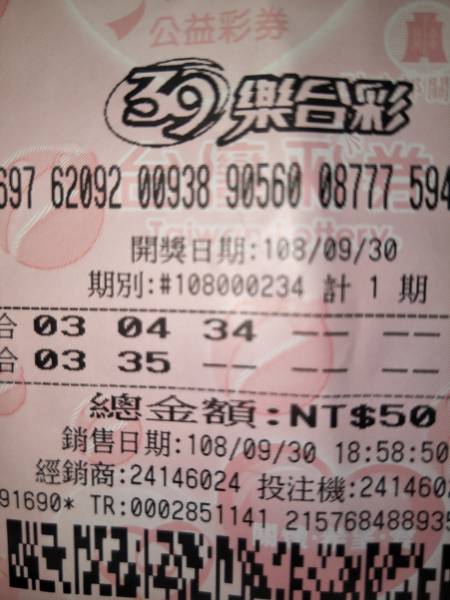 公益彩券
39樂合彩
697 62092 00938 90560 08777 594
Taiwan Lottery
開獎日期:108/09/30
期別:#108000234 計 1 期
合 03 04 34 —— ——
合 03 35 —— —— ——
總金額:NT$50
銷售日期:108/09/30 18:58:50
經銷商:24146024 投注機:2414602
91690* TR:0002851141 215768488935